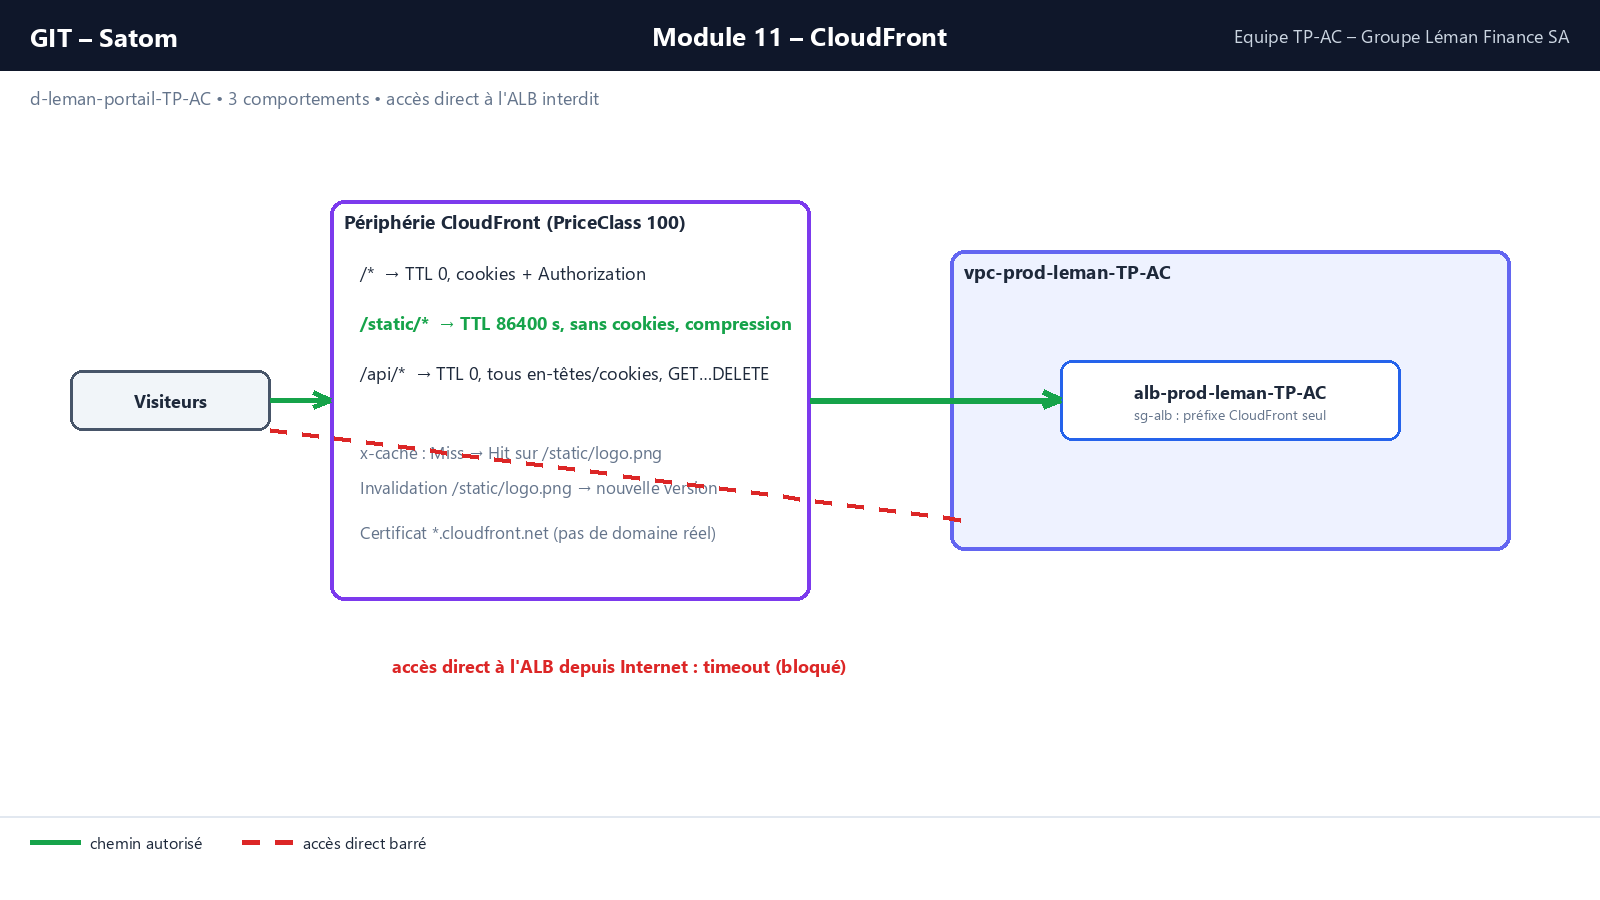 GIT – Satom
Module 11 – CloudFront
Equipe TP-AC – Groupe Léman Finance SA
d-leman-portail-TP-AC • 3 comportements • accès direct à l'ALB interdit
Périphérie CloudFront (PriceClass 100)
/* → TTL 0, cookies + Authorization
/static/* → TTL 86400 s, sans cookies, compression
/api/* → TTL 0, tous en-têtes/cookies, GET...DELETE
x-cache : Miss → Hit sur /static/logo.png
Invalidation /static/logo.png → nouvelle version
Certificat *.cloudfront.net (pas de domaine réel)
Visiteurs
vpc-prod-leman-TP-AC
alb-prod-leman-TP-AC
sg-alb : préfixe CloudFront seul
accès direct à l'ALB depuis Internet : timeout (bloqué)
chemin autorisé
accès direct barré